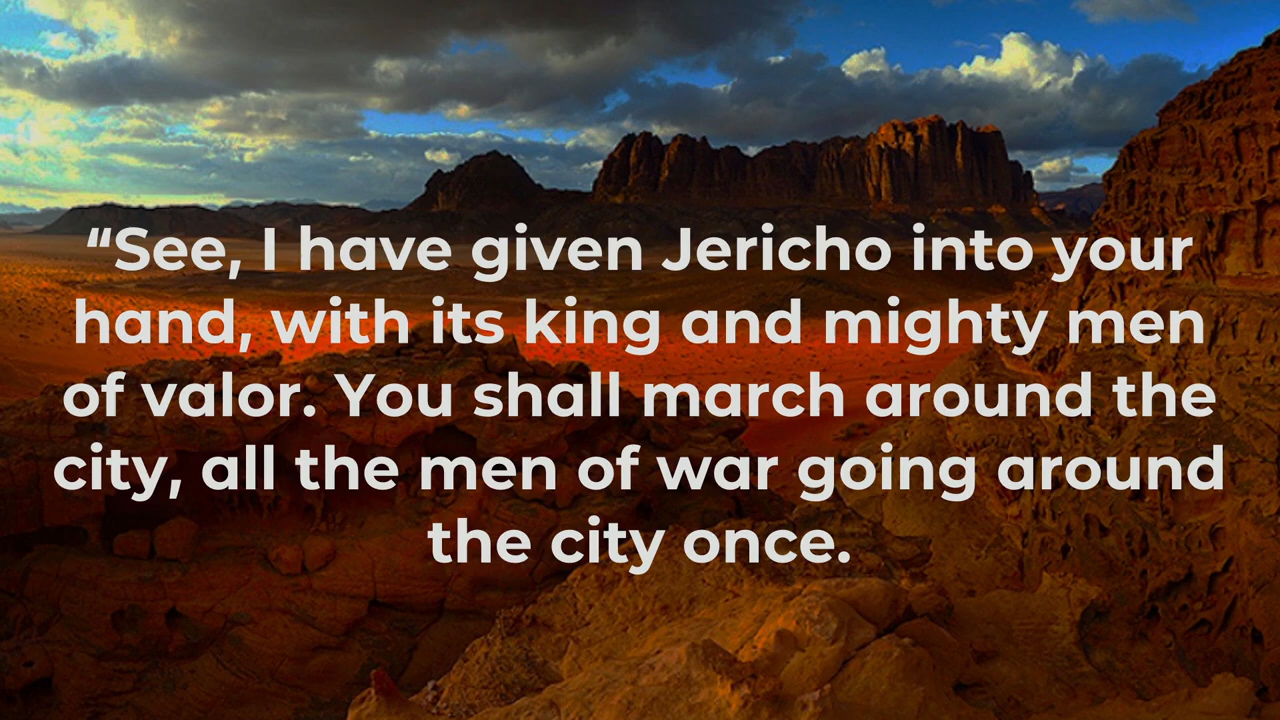 “See, I have given Jericho into your
hand, with its king and mighty men
of valor. You shall march around the
city, all the men of war going around
the city once.